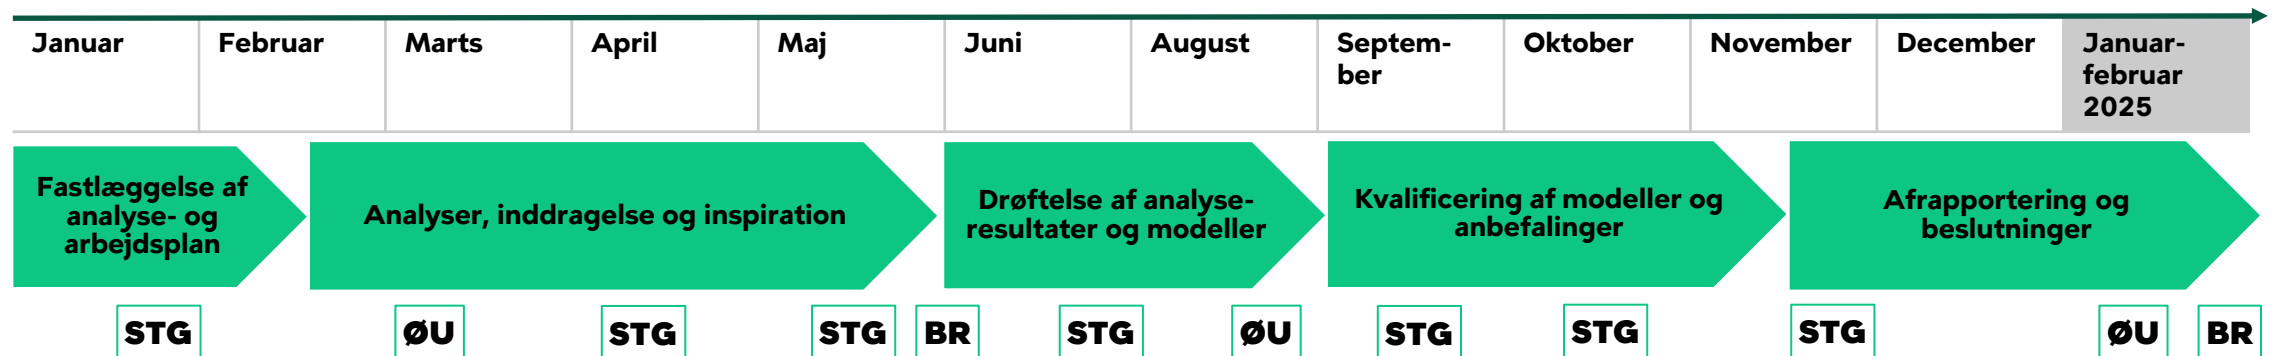 Januar
Februar
Marts
April
Maj
Juni
August
Septem-
ber
Oktober
November
December
Januar-
februar
2025
Fastlæggelse af
analyse- og
arbejdsplan
Analyser, inddragelse og inspiration
Drøftelse af analyse-
resultater og modeller
Kvalificering af modeller og
anbefalinger
Afrapportering og
beslutninger
STG
ØU
STG
STG
BR
STG
ØU
STG
STG
STG
ØU
BR